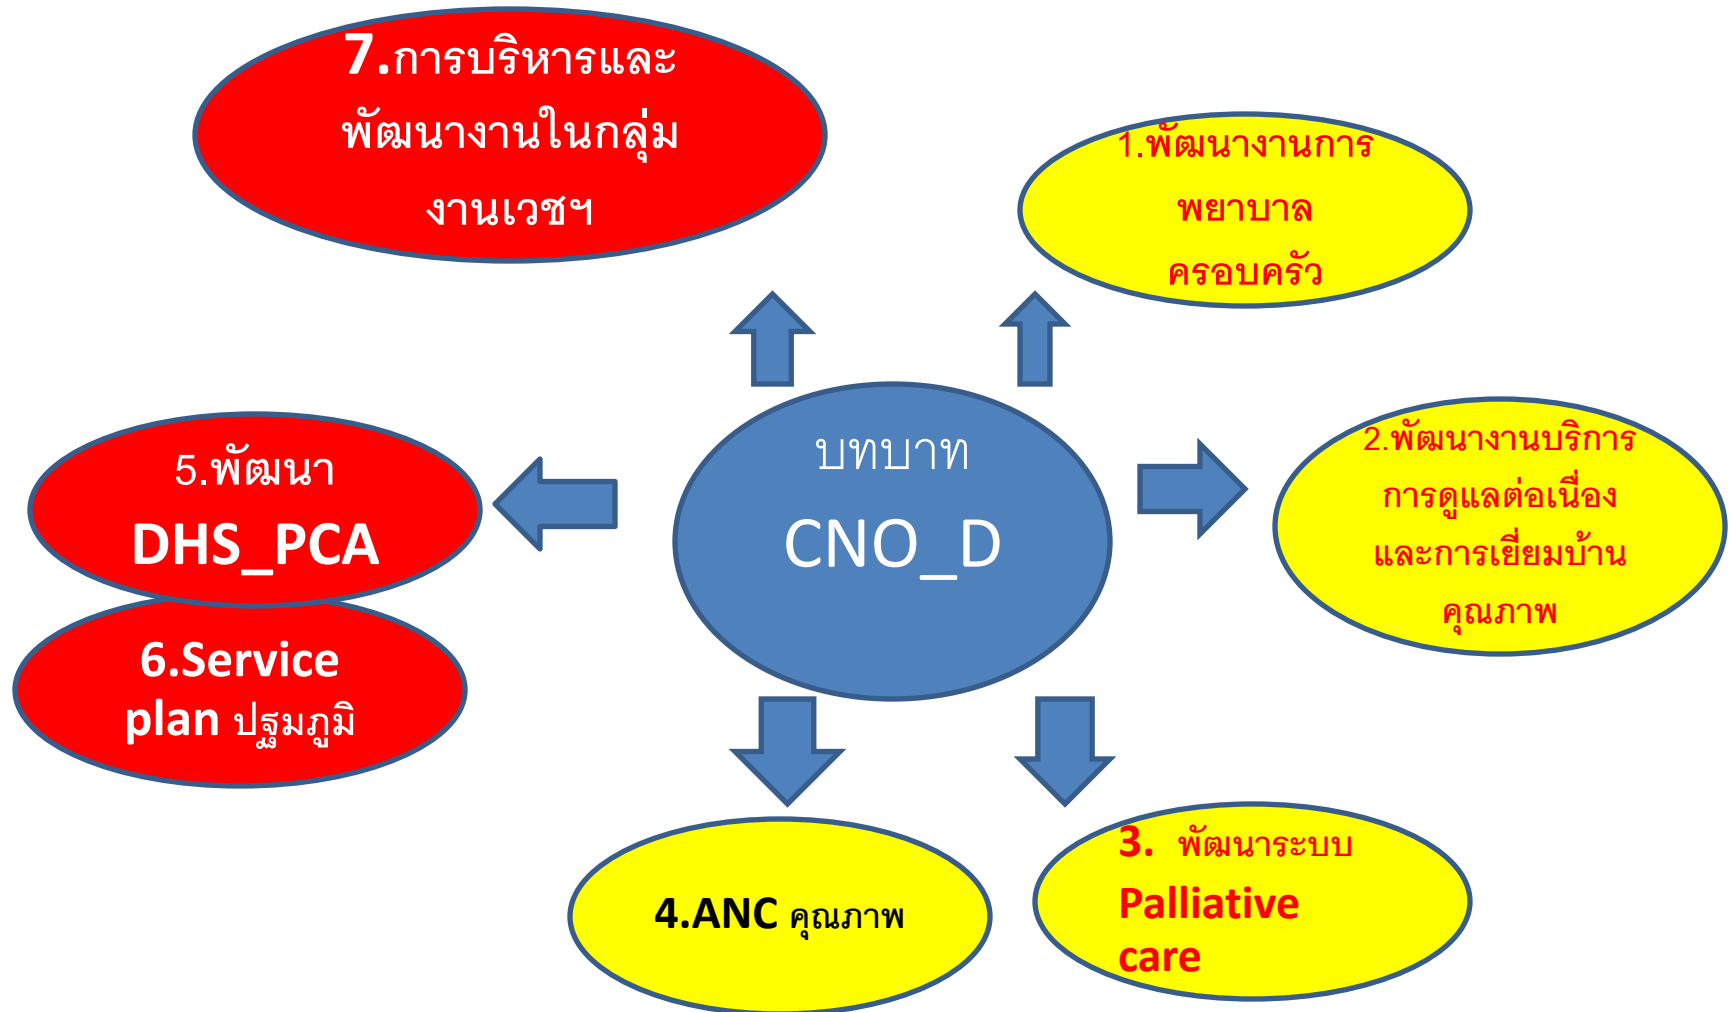 7.การบริหารและ
พัฒนางานในกลุ่ม
งานเวชฯ
1.พัฒนางานการ
พยาบาล
ครอบครัว
บทบาท
CNO_D
2.พัฒนางานบริการ
การดูแลต่อเนื่อง
และการเยี่ยมบ้าน
คุณภาพ
5.พัฒนา
DHS_PCA
6.Service
plan ปฐมภูมิ
4.ANC คุณภาพ
3. พัฒนาระบบ
Palliative
care